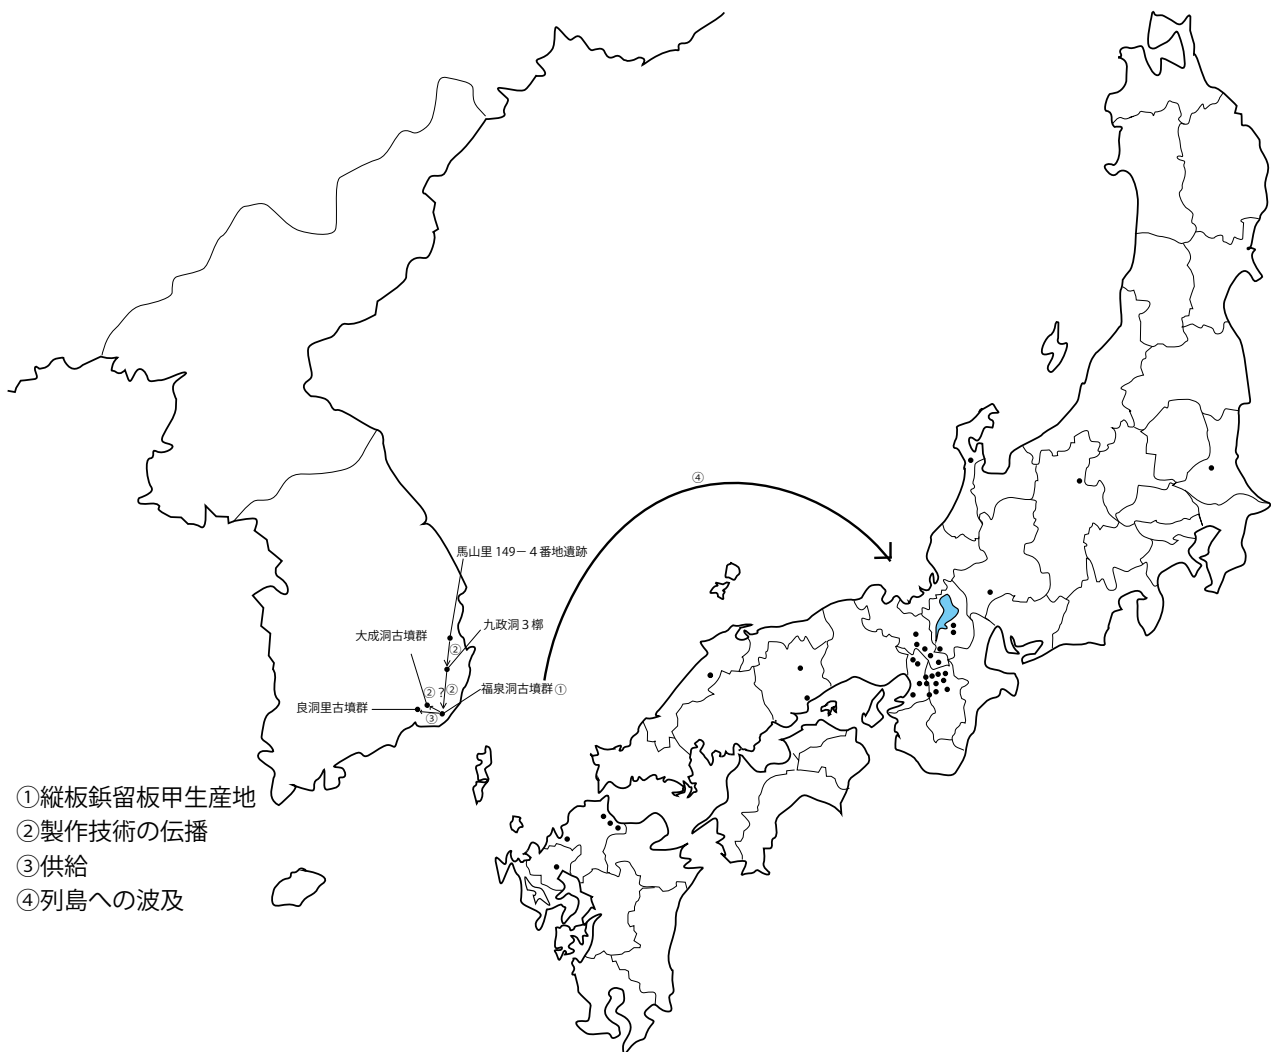 ④
馬山里 149－4 番地遺跡
九政洞 3 槨
大成洞古墳群
②
②?②
福泉洞古墳群①
良洞里古墳群
③
①縦板鋲留板甲生産地
②製作技術の伝播
③供給
④列島への波及